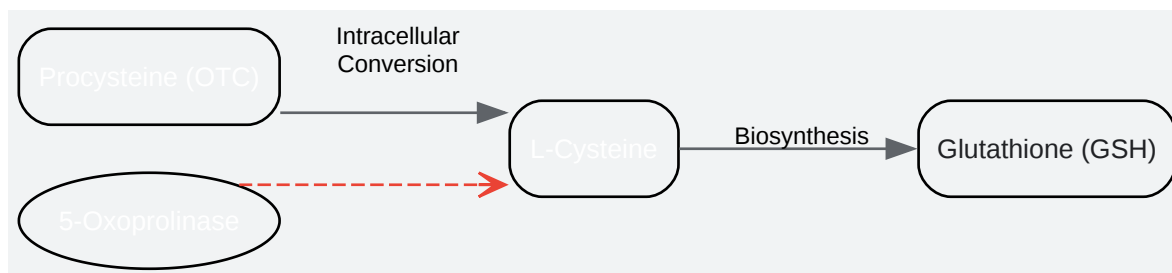 Procysteine (OTC)
Intracellular
Conversion
L-Cysteine
Biosynthesis
Glutathione (GSH)
5-Oxoprolinase